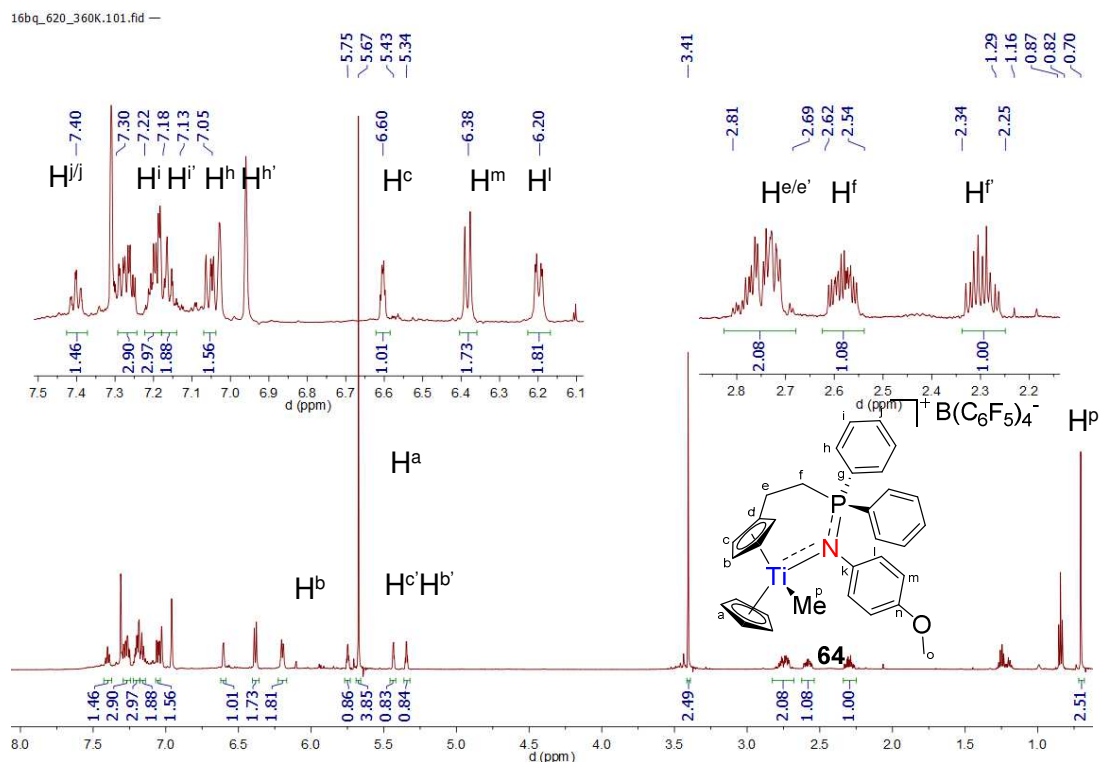 16bq_620_360K.101.fid —
5.75
5.67
5.43
5.34
3.41
1.29
1.16
0.87
0.82
0.70
7.40
7.30
7.22
7.18
7.13
7.05
6.60
6.38
6.20
2.81
2.69
2.62
2.54
2.34
2.25
Hj/j
Hi
Hi'
Hh
Hh'
Hc
Hm
Hl
He/e'
Hf
Hf'
1.46
2.90
2.97
1.88
1.56
1.01
1.73
1.81
2.08
1.08
1.00
7.5 7.4 7.3 7.2 7.1 7.0 6.9 6.8 6.7 6.6 6.5 6.4 6.3 6.2 6.1
d (ppm)
2.8 2.7 2.6 2.5 2.4 2.3 2.2
d (ppm)
Ha
Hb
Hc'Hb'
Hp
+ B(C6F5)4-
j
i
h
g
f
e
d
c
b
a
P
N
Ti
Me
p
k
l
m
n
O
o
64
1.46
2.90
2.97
1.88
1.56
1.01
1.73
1.81
0.86
3.85
0.83
0.84
2.49
2.08
1.08
1.00
2.51
8.0 7.5 7.0 6.5 6.0 5.5 5.0 4.5 4.0 3.5 3.0 2.5 2.0 1.5 1.0
d (ppm)